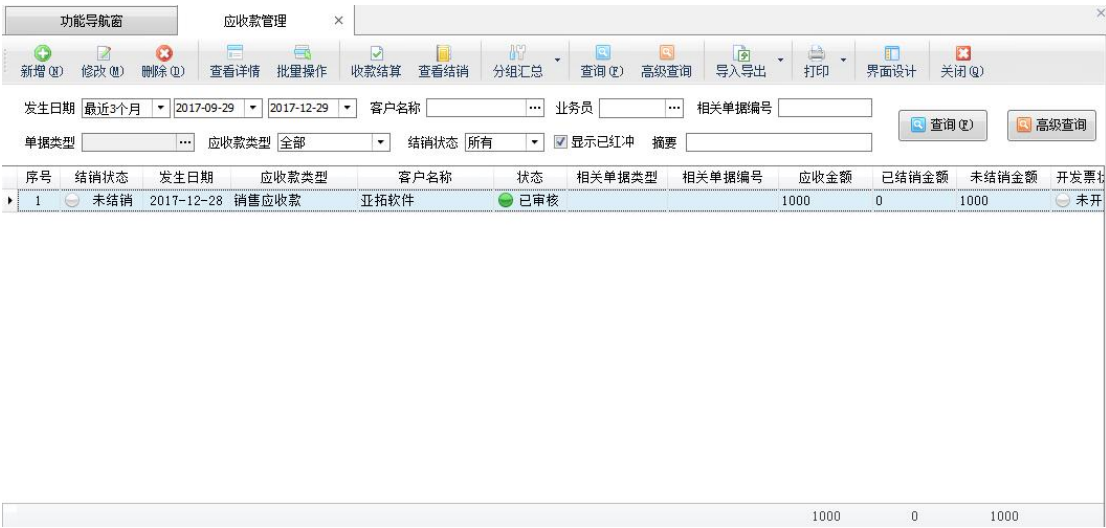 功能导航窗 应收款管理 ×
新增(N) 修改(M) 删除(D) 查看详情 批量操作 收款结算 查看结销 分组汇总 查询(F) 高级查询 导入导出 打印 界面设计 关闭(Q)
发生日期 最近3个月 2017-09-29 2017-12-29 客户名称 ... 业务员 ... 相关单据编号
查询(F) 高级查询
单据类型 ... 应收款类型 全部 结销状态 所有 显示已红冲 摘要
序号 结销状态 发生日期 应收款类型 客户名称 状态 相关单据类型 相关单据编号 应收金额 已结销金额 未结销金额 开发票
1 未结销 2017-12-28 销售应收款 亚拓软件 已审核 1000 0 1000 未开
1000 0 1000